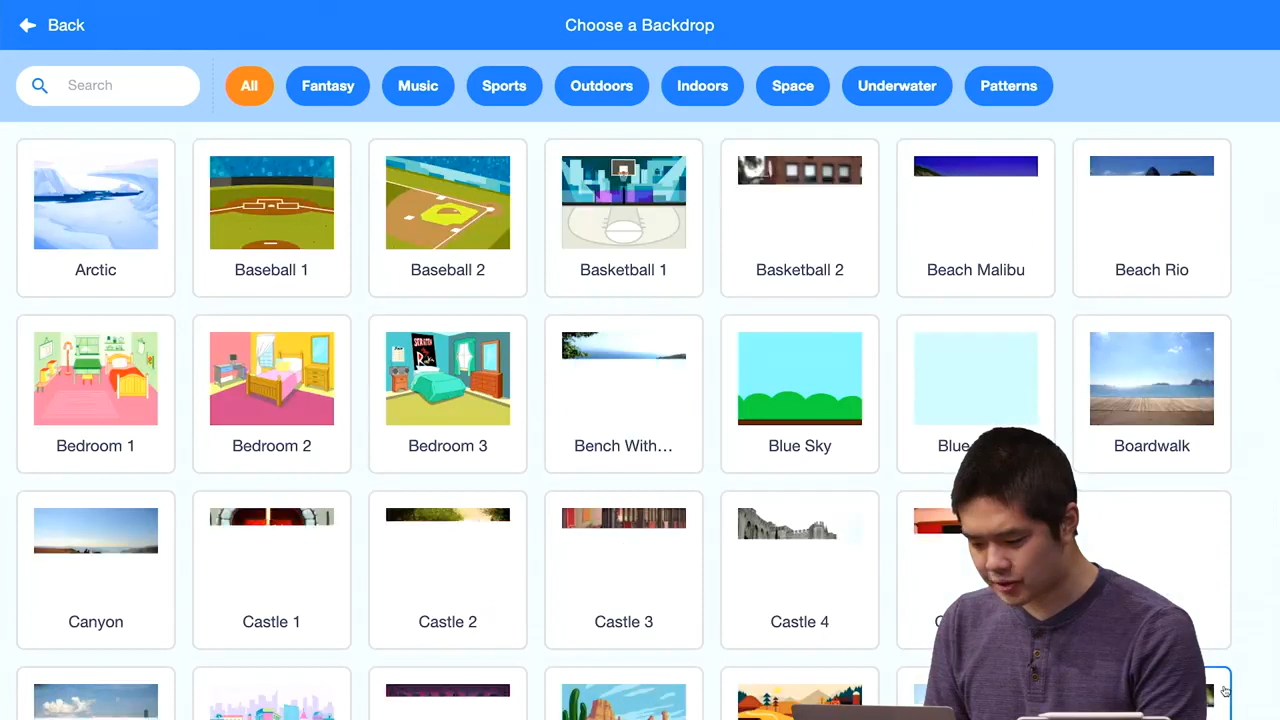 Back
Choose a Backdrop
Search
All
Fantasy
Music
Sports
Outdoors
Indoors
Space
Underwater
Patterns
Arctic
Baseball 1
Baseball 2
Basketball 1
Basketball 2
Beach Malibu
Beach Rio
Bedroom 1
Bedroom 2
Bedroom 3
Bench With...
Blue Sky
Blue
Boardwalk
Canyon
Castle 1
Castle 2
Castle 3
Castle 4